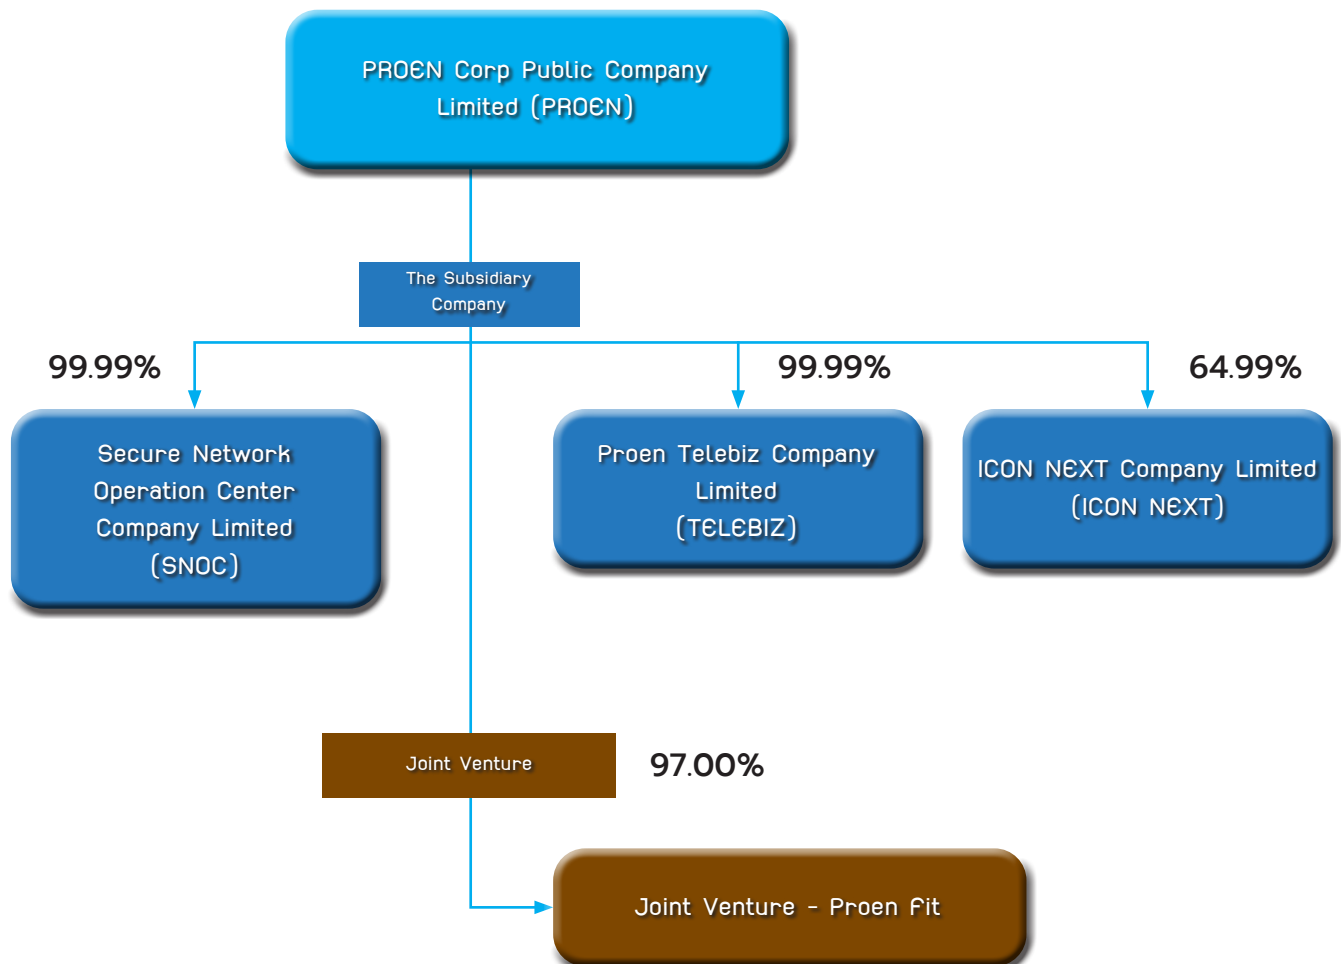 PROEN Corp Public Company
Limited (PROEN)
The Subsidiary
Company
99.99%
99.99%
64.99%
Secure Network
Operation Center
Company Limited
(SNOC)
Proen Telebiz Company
Limited
(TELEBIZ)
ICON NEXT Company Limited
(ICON NEXT)
Joint Venture
97.00%
Joint Venture - Proen Fit